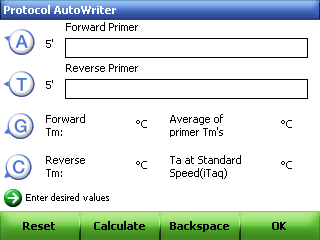 Protocol AutoWriter
Forward Primer
A 5'
Reverse Primer
T 5'
G Forward Tm: °C Average of primer Tm's
C Reverse Tm: °C Ta at Standard Speed(iTaq) °C
Enter desired values
Reset Calculate Backspace OK